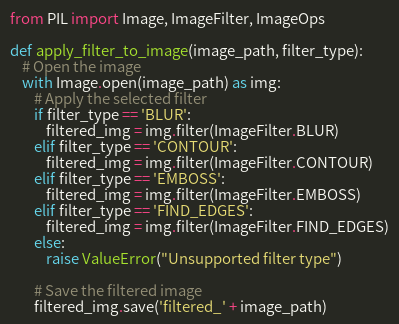 from PIL import Image, ImageFilter, ImageOps

def apply_filter_to_image(image_path, filter_type):
    # Open the image
    with Image.open(image_path) as img:
        # Apply the selected filter
        if filter_type == 'BLUR':
            filtered_img = img.filter(ImageFilter.BLUR)
        elif filter_type == 'CONTOUR':
            filtered_img = img.filter(ImageFilter.CONTOUR)
        elif filter_type == 'EMBOSS':
            filtered_img = img.filter(ImageFilter.EMBOSS)
        elif filter_type == 'FIND_EDGES':
            filtered_img = img.filter(ImageFilter.FIND_EDGES)
        else:
            raise ValueError("Unsupported filter type")

        # Save the filtered image
        filtered_img.save('filtered_' + image_path)